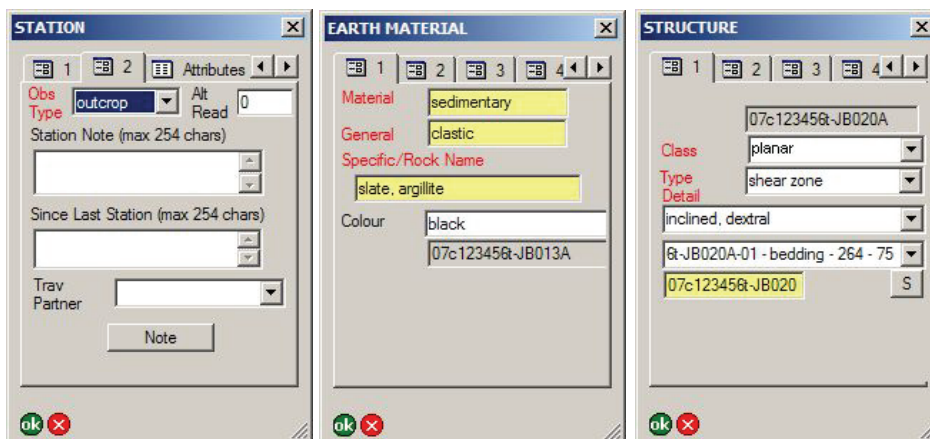 STATION
1 2 Attributes
Obs Type outcrop Alt Read 0
Station Note (max 254 chars)
Since Last Station (max 254 chars)
Trav Partner
Note
ok
EARTH MATERIAL
1 2 3 4
Material sedimentary
General clastic
Specific/Rock Name
slate, argillite
Colour black
07c123456t-JB013A
ok
STRUCTURE
1 2 3 4
07c123456t-JB020A
Class planar
Type shear zone
Detail
inclined, dextral
6t-JB020A-01 - bedding - 264 - 75
07c123456t-JB020 S
ok